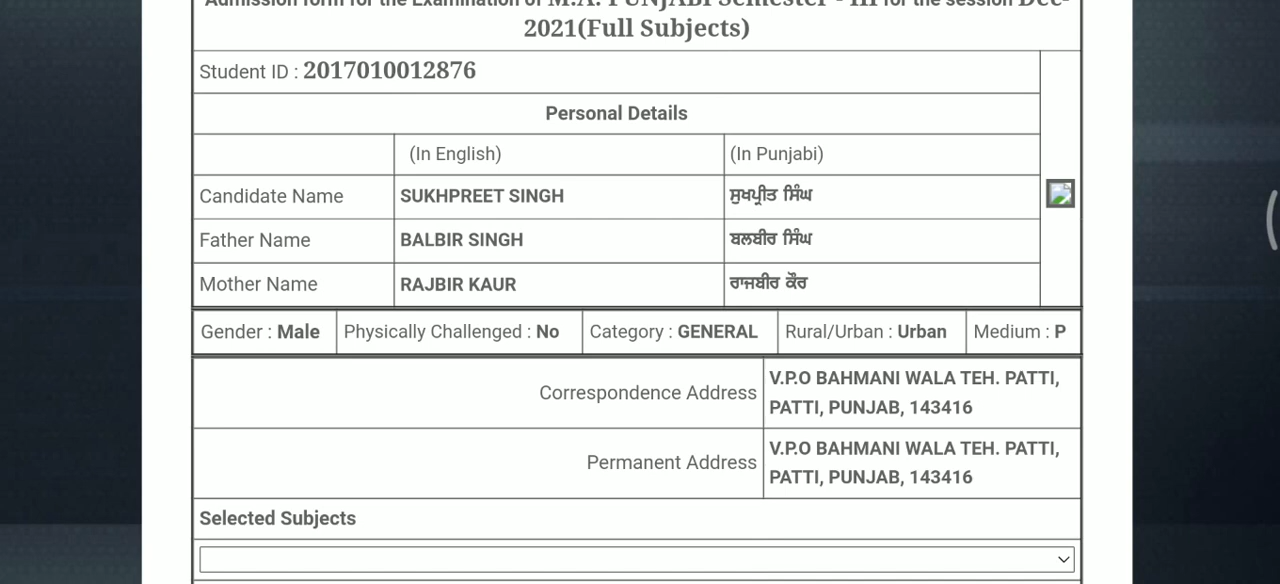 Admission form for the Examination of M.A. PUNJABI Semester - III for the session Dec-
2021(Full Subjects)
Student ID : 2017010012876
Personal Details
(In English) (In Punjabi)
Candidate Name SUKHPREET SINGH ਸੁਖਪ੍ਰੀਤ ਸਿੰਘ
Father Name BALBIR SINGH ਬਲਬੀਰ ਸਿੰਘ
Mother Name RAJBIR KAUR ਰਾਜਬੀਰ ਕੌਰ
Gender : Male Physically Challenged : No Category : GENERAL Rural/Urban : Urban Medium : P
Correspondence Address V.P.O BAHMANI WALA TEH. PATTI,
PATTI, PUNJAB, 143416
Permanent Address V.P.O BAHMANI WALA TEH. PATTI,
PATTI, PUNJAB, 143416
Selected Subjects